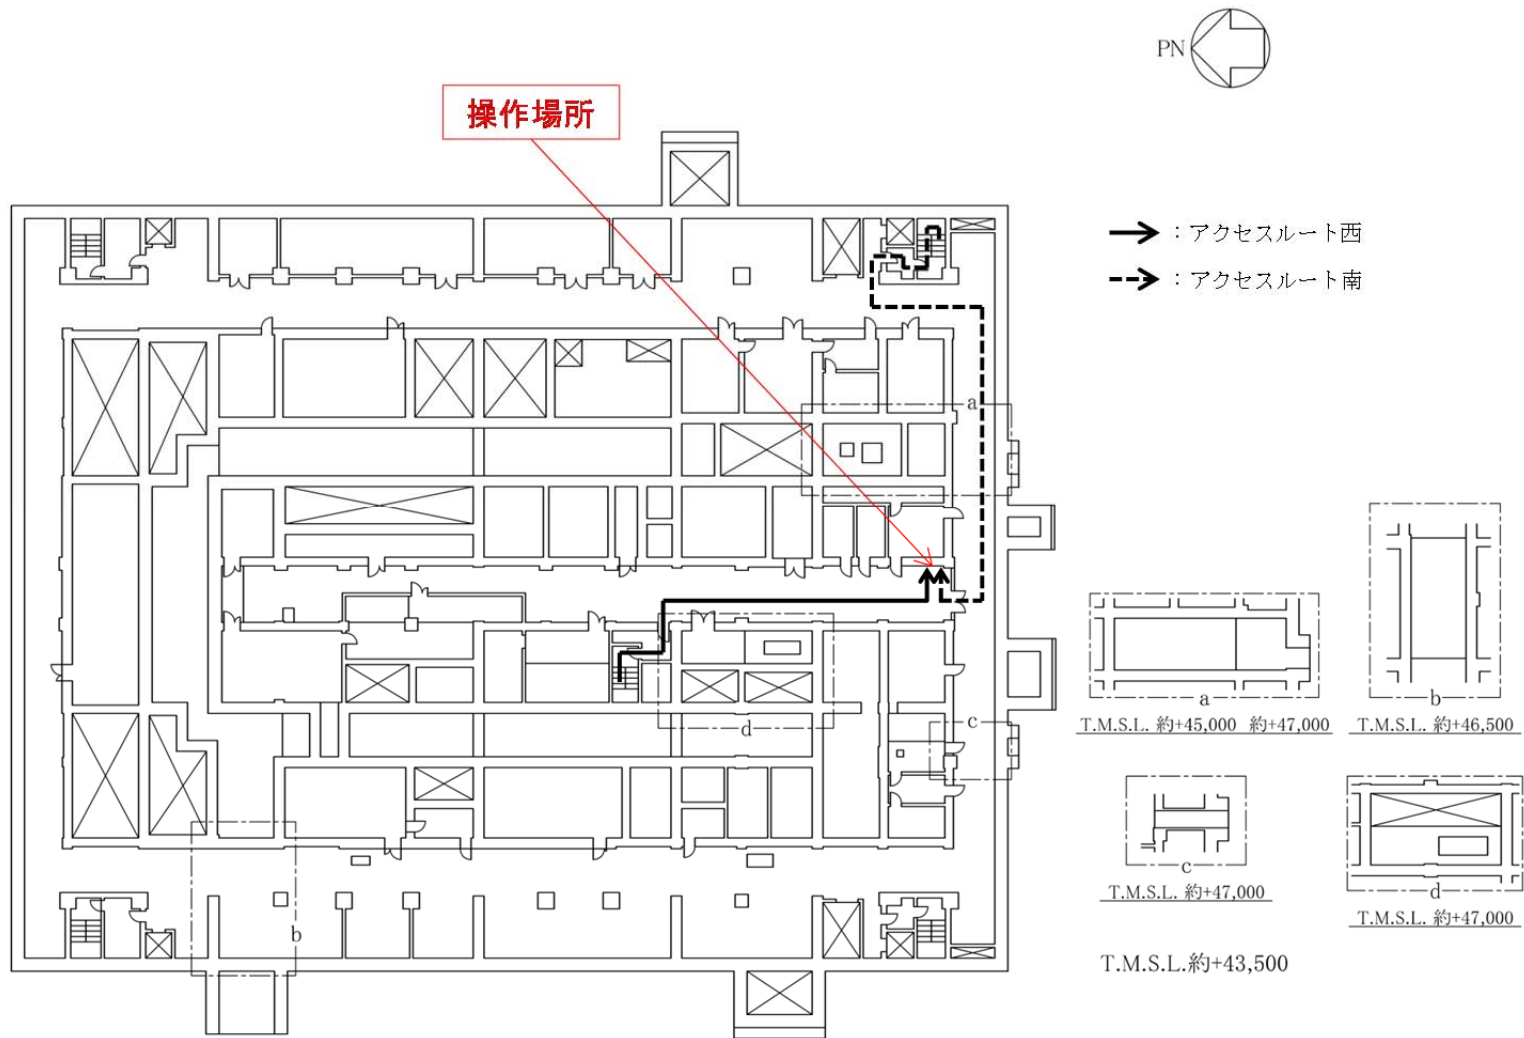 PN
操作場所
：アクセスルート西
：アクセスルート南
a
a
T.M.S.L. 約+45,000 約+47,000
b
T.M.S.L. 約+46,500
c
d
c
T.M.S.L. 約+47,000
d
T.M.S.L. 約+47,000
b
T.M.S.L.約+43,500